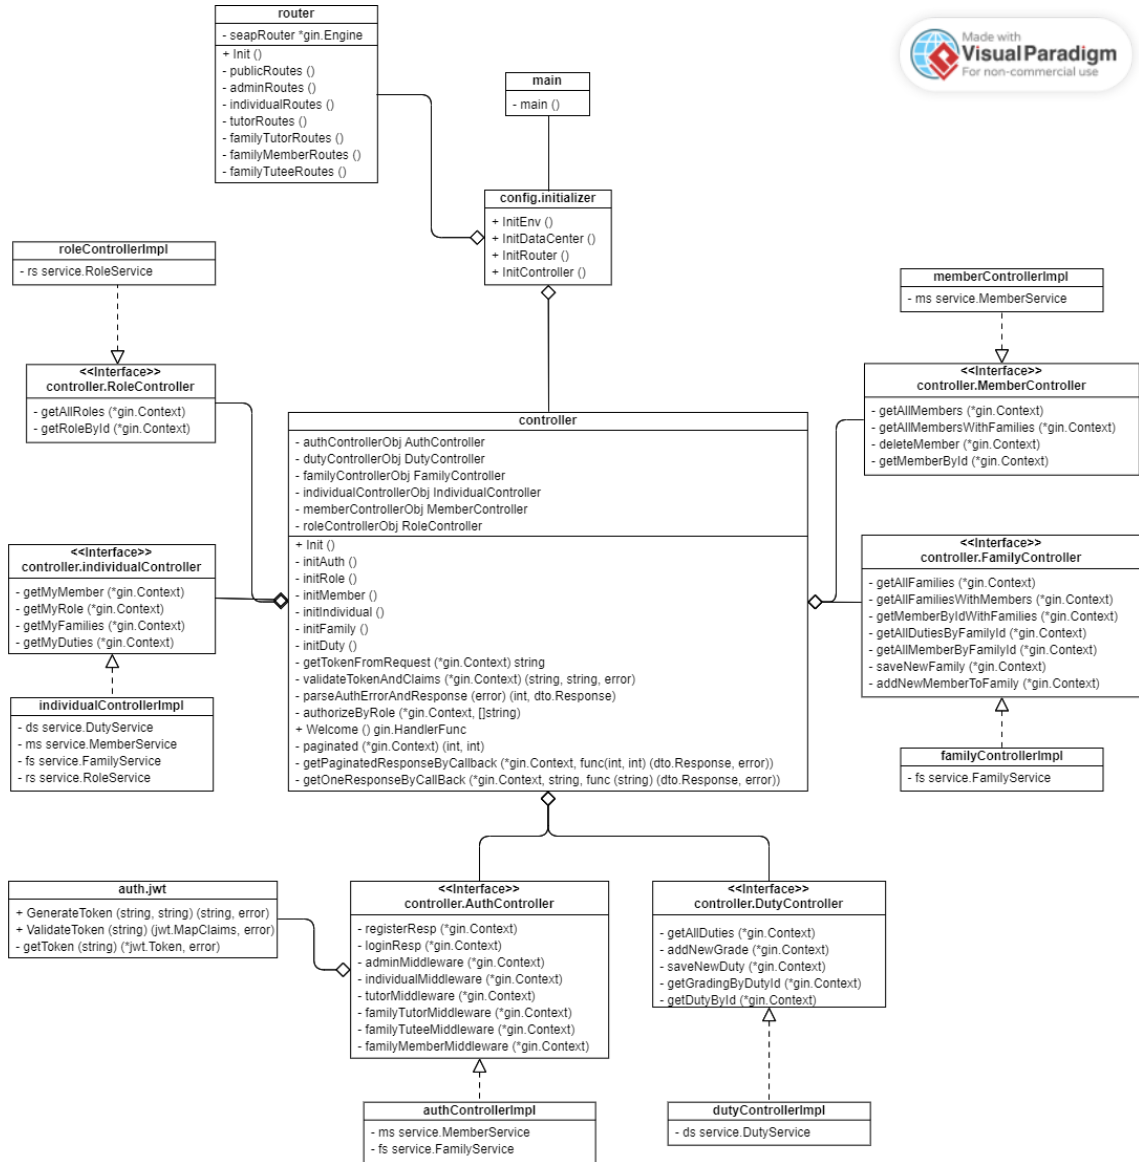 router
- seapRouter *gin.Engine
+ Init ()
- publicRoutes ()
- adminRoutes ()
- individualRoutes ()
- tutorRoutes ()
- familyTutorRoutes ()
- familyMemberRoutes ()
- familyTuteeRoutes ()
Made with
Visual Paradigm
For non-commercial use
main
- main ()
config.initializer
+ InitEnv ()
+ InitDataCenter ()
+ InitRouter ()
+ InitController ()
roleControllerImpl
- rs service.RoleService
memberControllerImpl
- ms service.MemberService
<<Interface>>
controller.RoleController
- getAllRoles (*gin.Context)
- getRoleById (*gin.Context)
<<Interface>>
controller.MemberController
- getAllMembers (*gin.Context)
- getAllMembersWithFamilies (*gin.Context)
- deleteMember (*gin.Context)
- getMemberById (*gin.Context)
controller
- authControllerObj AuthController
- dutyControllerObj DutyController
- familyControllerObj FamilyController
- individualControllerObj IndividualController
- memberControllerObj MemberController
- roleControllerObj RoleController
+ Init ()
- initAuth ()
- initRole ()
- initMember ()
- initIndividual ()
- initFamily ()
- initDuty ()
- getTokenFromRequest (*gin.Context) string
- validateTokenAndClaims (*gin.Context) (string, string, error)
- parseAuthErrorAndResponse (error) (int, dto.Response)
- authorizeByRole (*gin.Context, []string)
+ Welcome () gin.HandlerFunc
- paginated (*gin.Context) (int, int)
- getPaginatedResponseByCallback (*gin.Context, func(int, int) (dto.Response, error))
- getOneResponseByCallBack (*gin.Context, string, func (string) (dto.Response, error))
<<Interface>>
controller.individualController
- getMyMember (*gin.Context)
- getMyRole (*gin.Context)
- getMyFamilies (*gin.Context)
- getMyDuties (*gin.Context)
<<Interface>>
controller.FamilyController
- getAllFamilies (*gin.Context)
- getAllFamiliesWithMembers (*gin.Context)
- getMemberByIdWithFamilies (*gin.Context)
- getAllDutiesByFamilyId (*gin.Context)
- getAllMemberByFamilyId (*gin.Context)
- saveNewFamily (*gin.Context)
- addNewMemberToFamily (*gin.Context)
individualControllerImpl
- ds service.DutyService
- ms service.MemberService
- fs service.FamilyService
- rs service.RoleService
familyControllerImpl
- fs service.FamilyService
auth.jwt
+ GenerateToken (string, string) (string, error)
+ ValidateToken (string) (jwt.MapClaims, error)
- getToken (string) (*jwt.Token, error)
<<Interface>>
controller.AuthController
- registerResp (*gin.Context)
- loginResp (*gin.Context)
- adminMiddleware (*gin.Context)
- individualMiddleware (*gin.Context)
- tutorMiddleware (*gin.Context)
- familyTutorMiddleware (*gin.Context)
- familyTuteeMiddleware (*gin.Context)
- familyMemberMiddleware (*gin.Context)
<<Interface>>
controller.DutyController
- getAllDuties (*gin.Context)
- addNewGrade (*gin.Context)
- saveNewDuty (*gin.Context)
- getGradingByDutyId (*gin.Context)
- getDutyById (*gin.Context)
authControllerImpl
- ms service.MemberService
- fs service.FamilyService
dutyControllerImpl
- ds service.DutyService